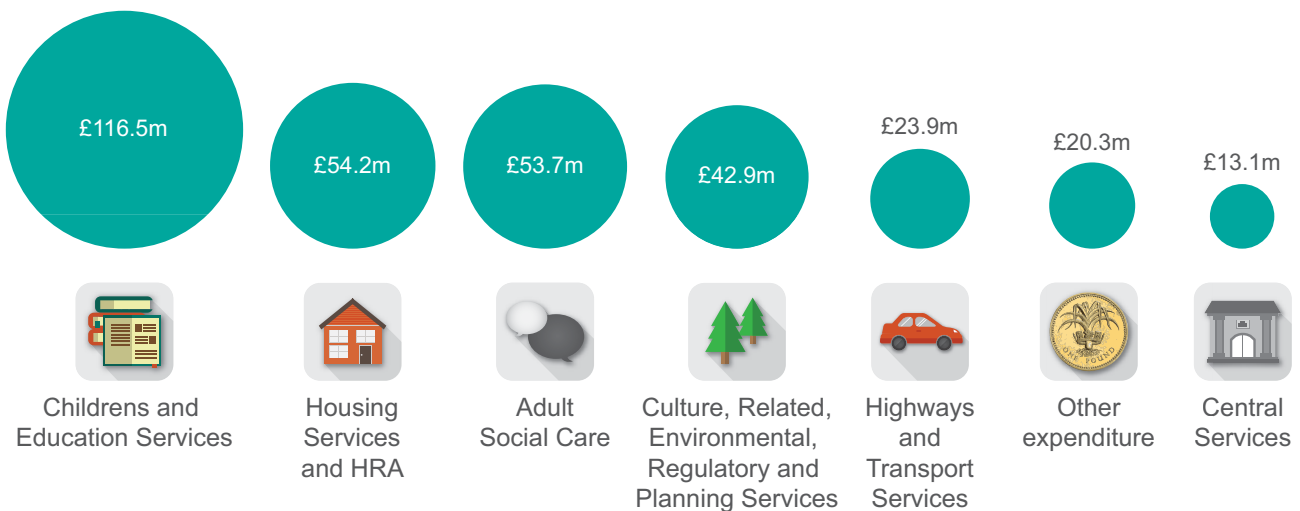 £116.5m
£54.2m
£53.7m
£42.9m
£23.9m
£20.3m
£13.1m
ONE POUND
Childrens and
Education Services
Housing
Services
and HRA
Adult
Social Care
Culture, Related,
Environmental,
Regulatory and
Planning Services
Highways
and
Transport
Services
Other
expenditure
Central
Services